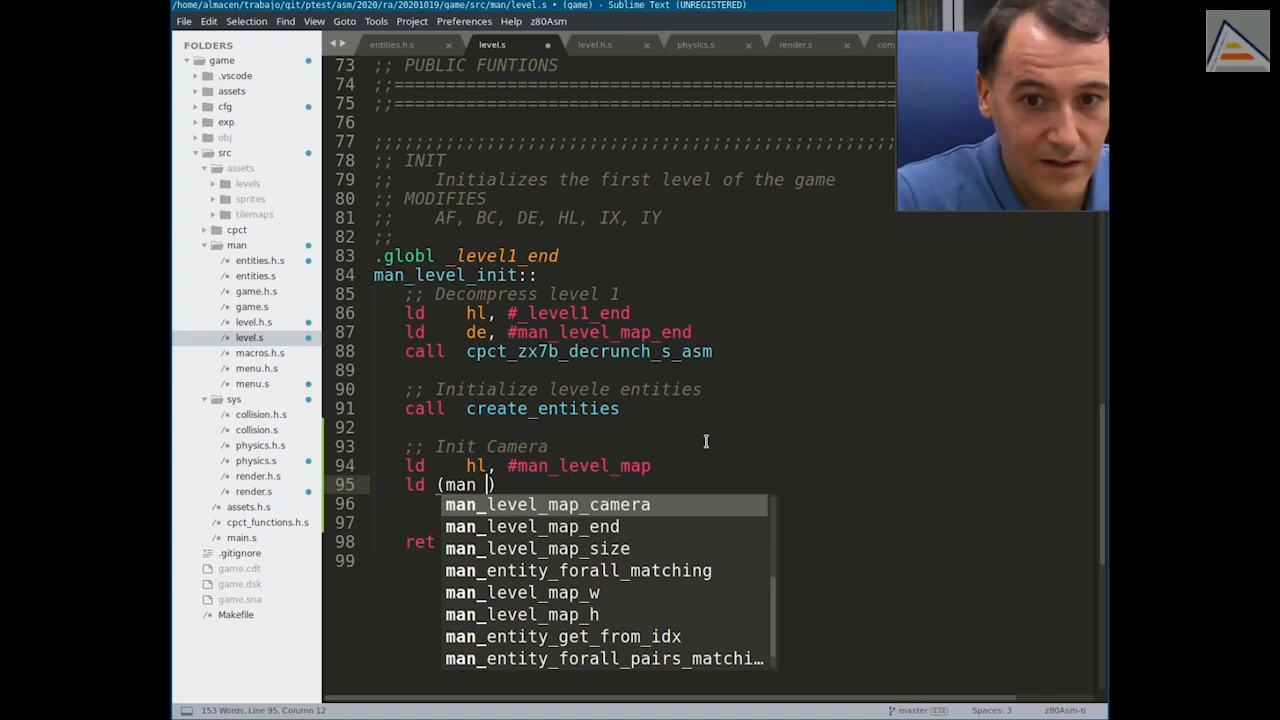 /home/almacen/trabajo/git/ptest/asm/2020/ra/20201019/game/src/man/level.s • (game) - Sublime Text (UNREGISTERED)
File Edit Selection Find View Goto Tools Project Preferences Help z80Asm
FOLDERS
game
.vscode
assets
cfg
exp
obj
src
assets
levels
sprites
tilemaps
cpct
man
entities.h.s
entities.s
game.h.s
game.s
level.h.s
level.s
macros.h.s
menu.h.s
menu.s
sys
collision.h.s
collision.s
physics.h.s
physics.s
render.h.s
render.s
assets.h.s
cpct_functions.h.s
main.s
.gitignore
game.cdt
game.dsk
game.sna
Makefile
entities.h.s level.s level.h.s physics.s render.s com
73 ;; PUBLIC FUNTIONS
74 ;;=================================================
75 ;;=================================================
76
77 ;;;;;;;;;;;;;;;;;;;;;;;;;;;;;;;;;;;;;;;;;;;;;;;;;;;
78 ;; INIT
79 ;; Initializes the first level of the game
80 ;; MODIFIES
81 ;; AF, BC, DE, HL, IX, IY
82 ;;
83 .globl _level1_end
84 man_level_init::
85 ;; Decompress level 1
86 ld hl, #_level1_end
87 ld de, #man_level_map_end
88 call cpct_zx7b_decrunch_s_asm
89
90 ;; Initialize levele entities
91 call create_entities
92
93 ;; Init Camera
94 ld hl, #man_level_map
95 ld (man_)
96
97
98 ret
99
man_level_map_camera
man_level_map_end
man_level_map_size
man_entity_forall_matching
man_level_map_w
man_level_map_h
man_entity_get_from_idx
man_entity_forall_pairs_matchi…
153 Words, Line 95, Column 12 master 434 Spaces: 3 z80Asm-ti